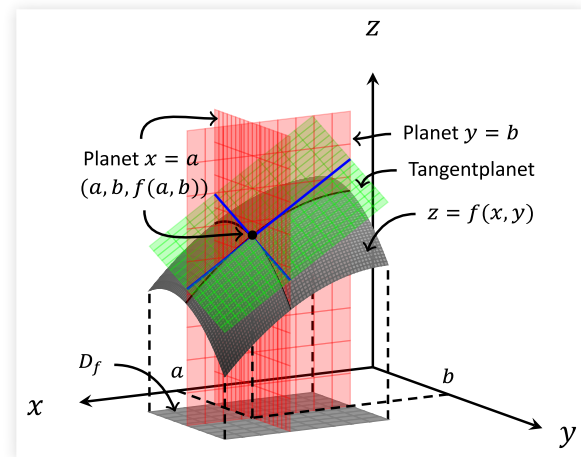 z
Planet x = a
(a, b, f(a, b))
Planet y = b
Tangentplanet
z = f(x, y)
D_f
a
b
x
y